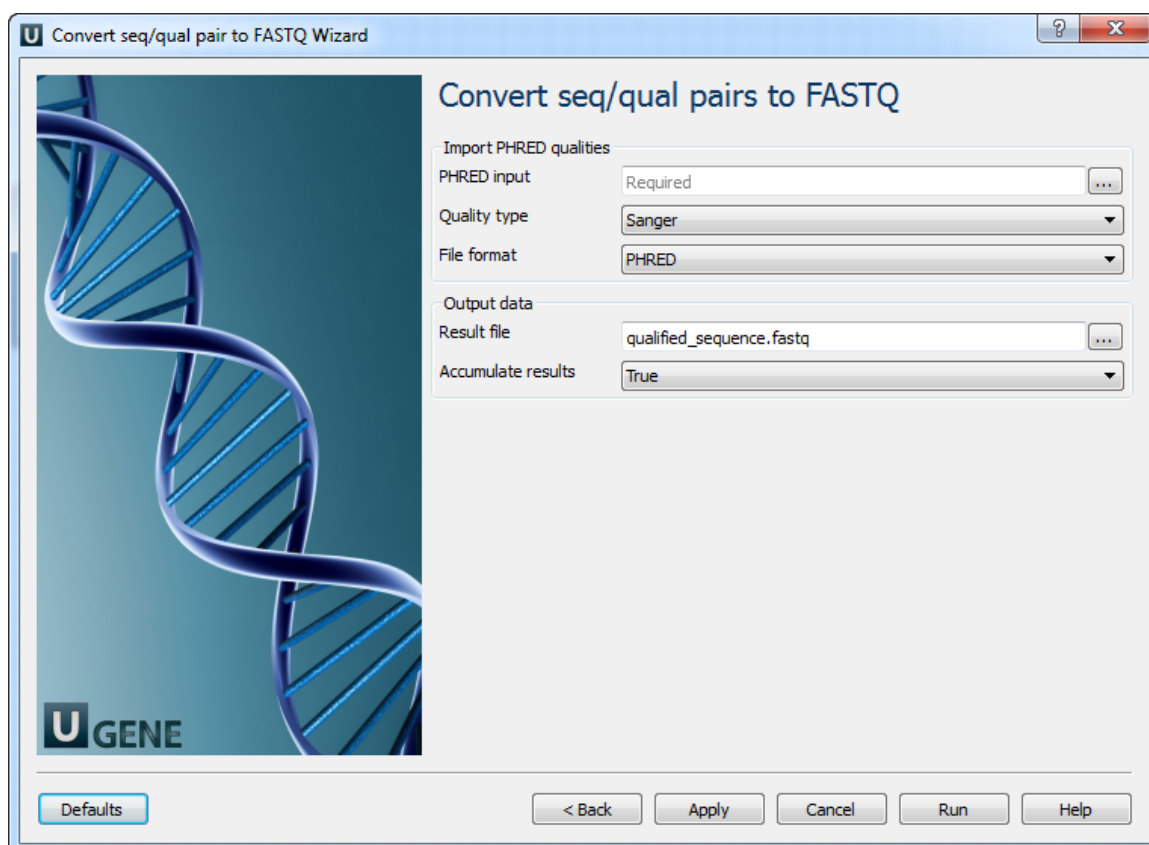 U Convert seq/qual pair to FASTQ Wizard ? X
Convert seq/qual pairs to FASTQ
Import PHRED qualities
PHRED input Required ...
Quality type Sanger
File format PHRED
Output data
Result file qualified_sequence.fastq ...
Accumulate results True
U GENE
Defaults < Back Apply Cancel Run Help